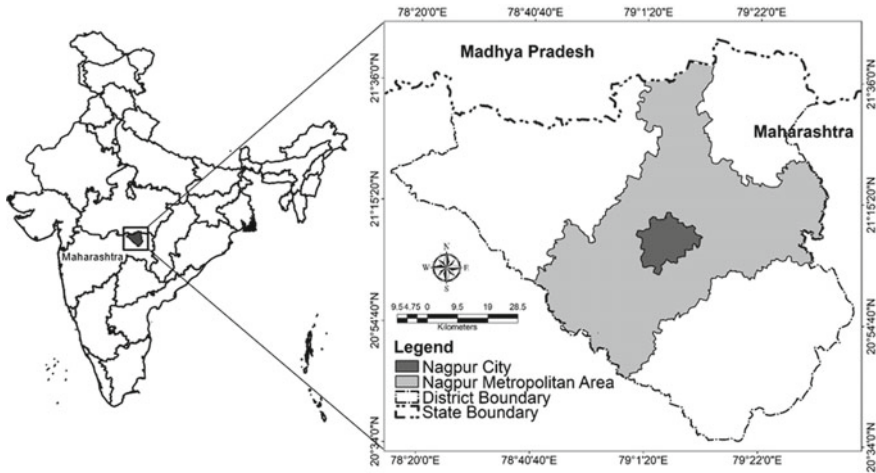 78°20'0"E 78°40'40"E 79°1'20"E 79°22'0"E
Madhya Pradesh
21°36'0"N
21°36'0"N
Maharashtra
21°15'20"N
21°15'20"N
Maharashtra
N
W E
S
9.5 4.75 0 9.5 19 28.5
Kilometers
20°54'40"N
20°54'40"N
Legend
Nagpur City
Nagpur Metropolitan Area
District Boundary
State Boundary
20°34'0"N
20°34'0"N
78°20'0"E 78°40'40"E 79°1'20"E 79°22'0"E